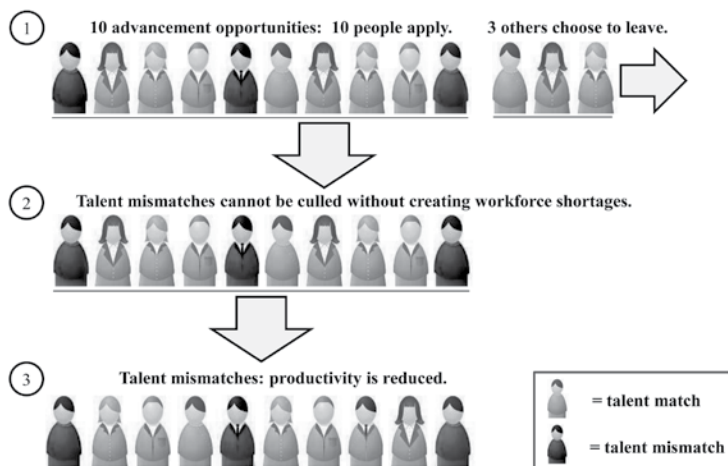 1
10 advancement opportunities: 10 people apply.
3 others choose to leave.
2
Talent mismatches cannot be culled without creating workforce shortages.
3
Talent mismatches: productivity is reduced.
= talent match
= talent mismatch